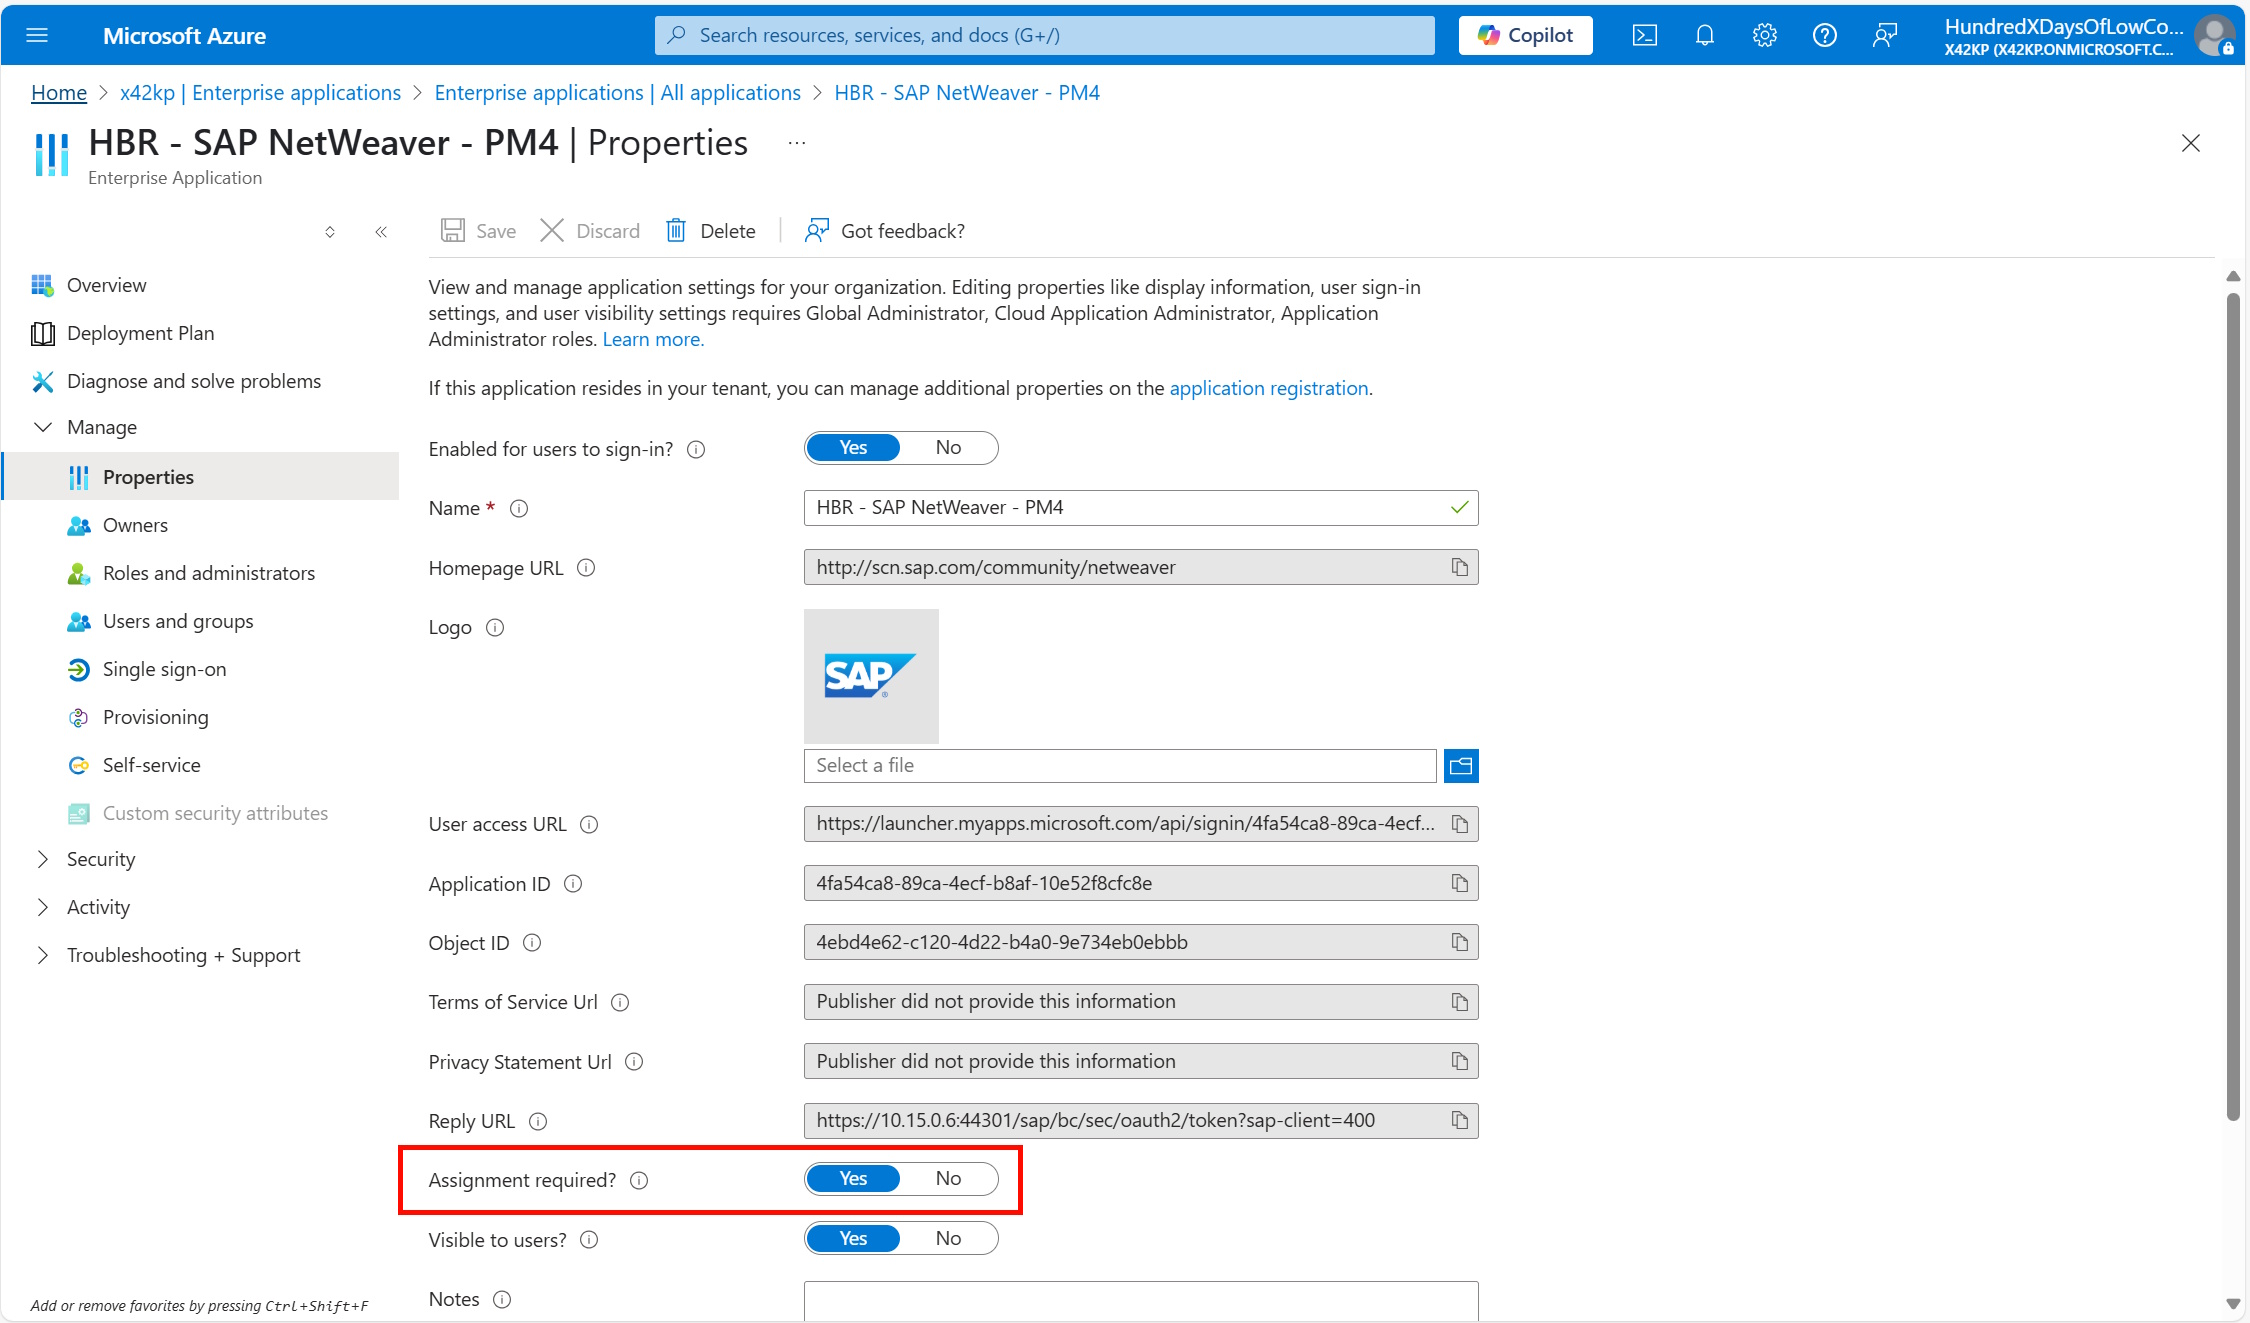 Microsoft Azure
Search resources, services, and docs (G+/)
Copilot
HundredXDaysOfLowCo...
X42KP (X42KP.ONMICROSOFT.C...
Home > x42kp | Enterprise applications > Enterprise applications | All applications > HBR - SAP NetWeaver - PM4
HBR - SAP NetWeaver - PM4 | Properties ...
Enterprise Application
Save Discard Delete Got feedback?
Overview
Deployment Plan
Diagnose and solve problems
Manage
Properties
Owners
Roles and administrators
Users and groups
Single sign-on
Provisioning
Self-service
Custom security attributes
Security
Activity
Troubleshooting + Support
Add or remove favorites by pressing Ctrl+Shift+F
View and manage application settings for your organization. Editing properties like display information, user sign-in
settings, and user visibility settings requires Global Administrator, Cloud Application Administrator, Application
Administrator roles. Learn more.
If this application resides in your tenant, you can manage additional properties on the application registration.
Enabled for users to sign-in? Yes No
Name * HBR - SAP NetWeaver - PM4
Homepage URL http://scn.sap.com/community/netweaver
Logo
SAP®
Select a file
User access URL https://launcher.myapps.microsoft.com/api/signin/4fa54ca8-89ca-4ecf...
Application ID 4fa54ca8-89ca-4ecf-b8af-10e52f8cfc8e
Object ID 4ebd4e62-c120-4d22-b4a0-9e734eb0ebbb
Terms of Service Url Publisher did not provide this information
Privacy Statement Url Publisher did not provide this information
Reply URL https://10.15.0.6:44301/sap/bc/sec/oauth2/token?sap-client=400
Assignment required? Yes No
Visible to users? Yes No
Notes